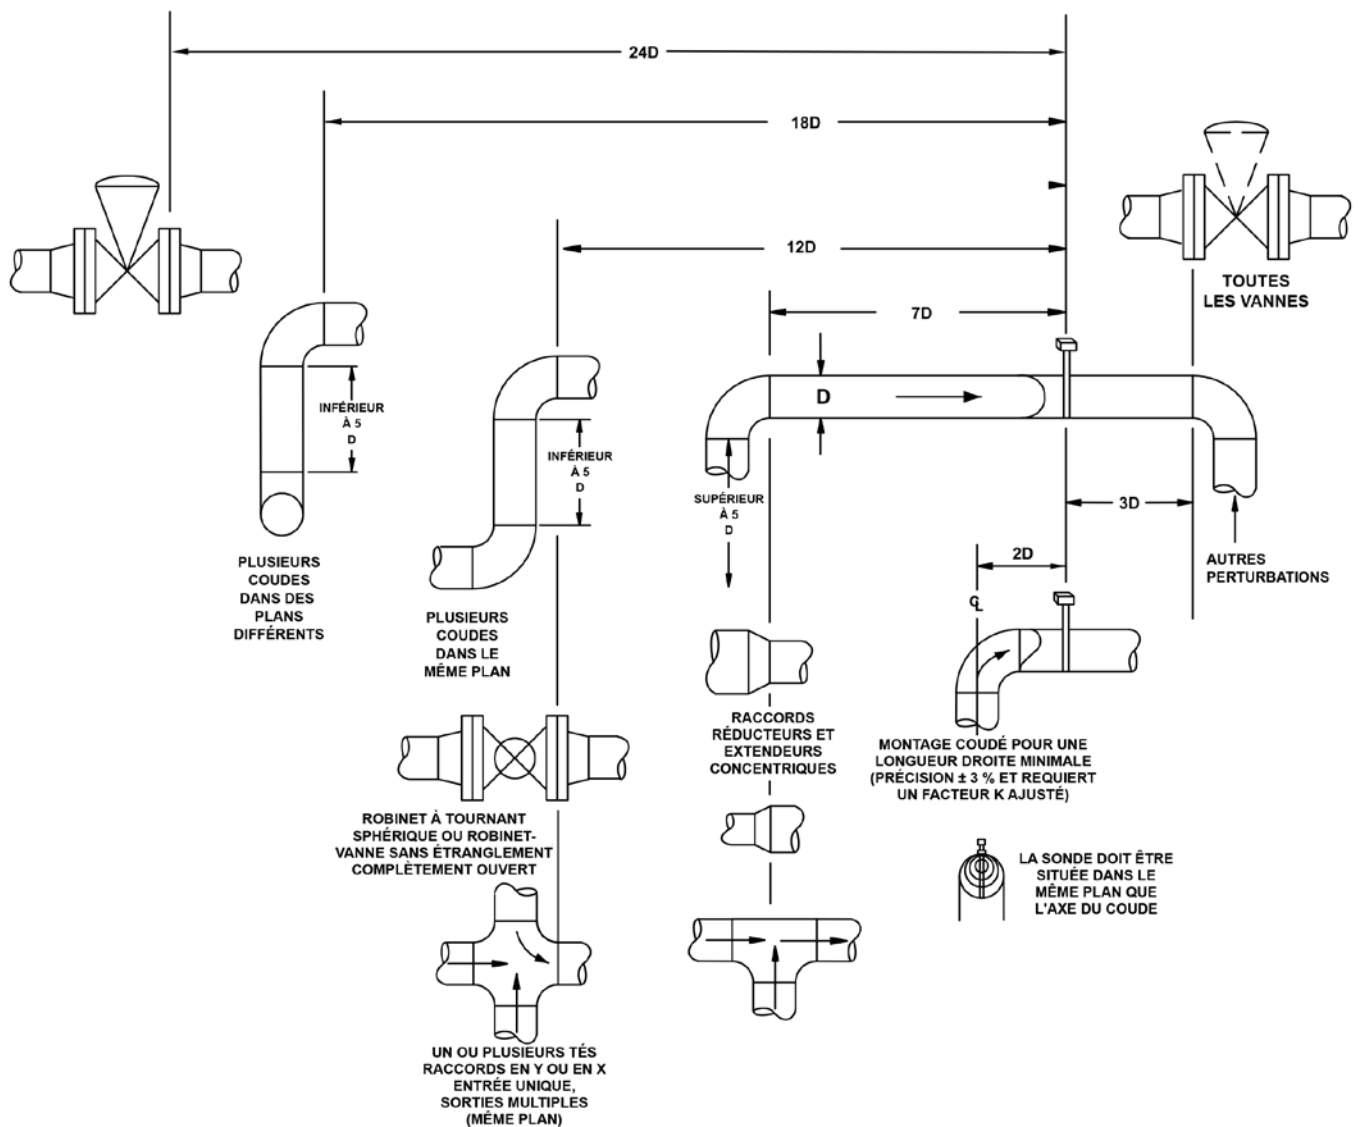 24D
18D
12D
7D
TOUTES
LES VANNES
D
INFÉRIEUR
À 5
D
INFÉRIEUR
À 5
D
SUPÉRIEUR
À 5
D
3D
2D
AUTRES
PERTURBATIONS
PLUSIEURS
COUDES
DANS DES
PLANS
DIFFÉRENTS
PLUSIEURS
COUDES
DANS LE
MÊME PLAN
CL
RACCORDS
RÉDUCTEURS ET
EXTENDEURS
CONCENTRIQUES
MONTAGE COUDÉ POUR UNE
LONGUEUR DROITE MINIMALE
(PRÉCISION ± 3 % ET REQUIERT
UN FACTEUR K AJUSTÉ)
ROBINET À TOURNANT
SPHÉRIQUE OU ROBINET-
VANNE SANS ÉTRANGLEMENT
COMPLÈTEMENT OUVERT
LA SONDE DOIT ÊTRE
SITUÉE DANS LE
MÊME PLAN QUE
L'AXE DU COUDE
UN OU PLUSIEURS TÉS
RACCORDS EN Y OU EN X
ENTRÉE UNIQUE,
SORTIES MULTIPLES
(MÊME PLAN)